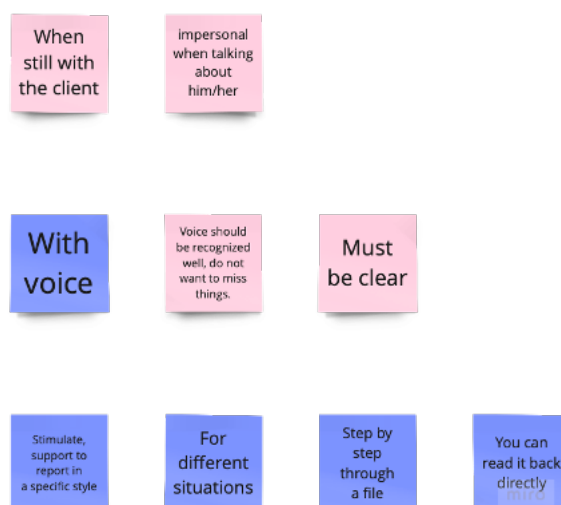 When
still with
the client
impersonal
when talking
about
him/her
With
voice
Voice should
be recognized
well, do not
want to miss
things.
Must
be clear
Stimulate,
support to
report in
a specific style
For
different
situations
Step by
step
through
a file
You can
read it back
directly
miro